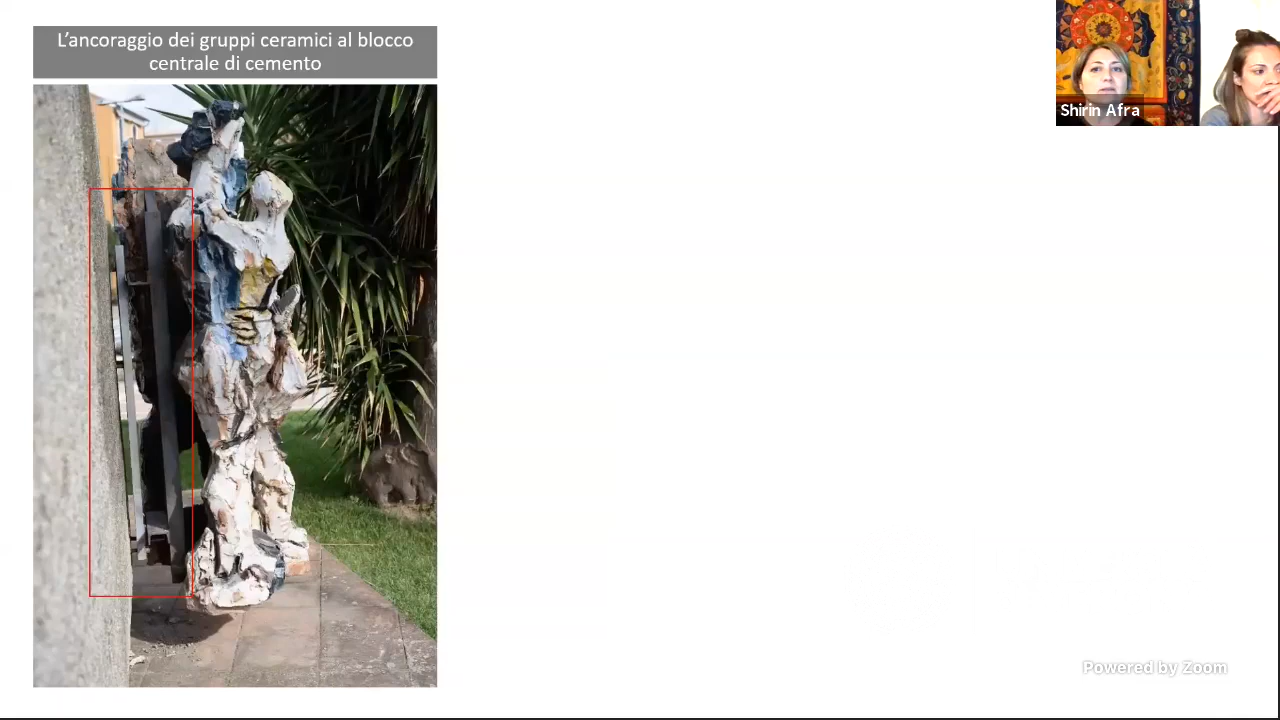 L'ancoraggio dei gruppi ceramici al blocco
centrale di cemento
Shirin Afra
Powered by Zoom